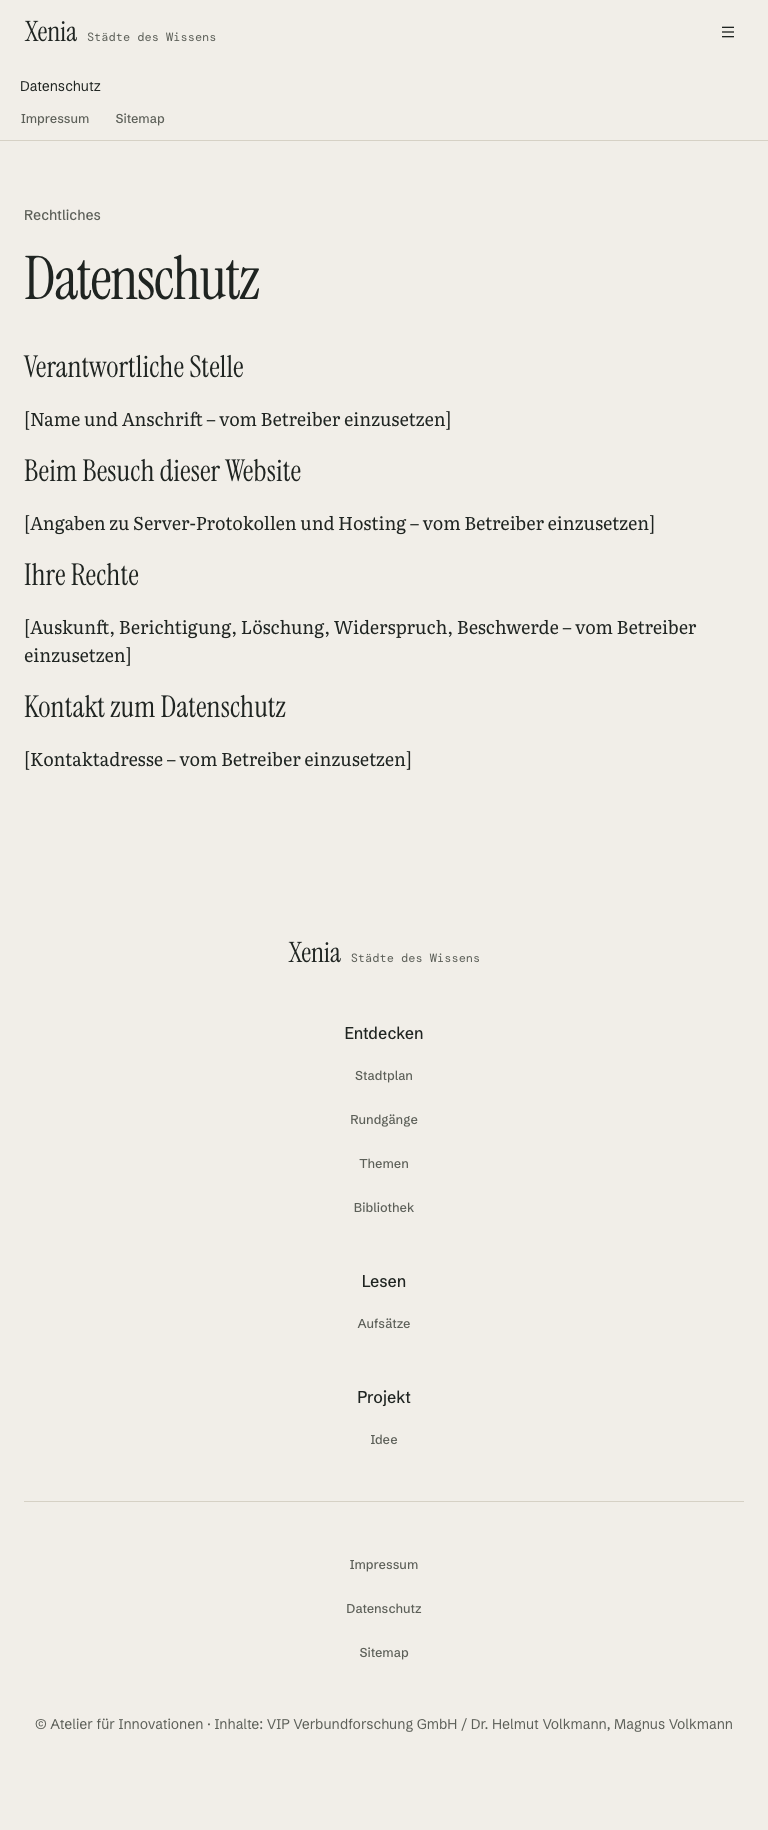 Xenia Städte des Wissens
Datenschutz
Impressum Sitemap
Rechtliches
Datenschutz
Verantwortliche Stelle
[Name und Anschrift – vom Betreiber einzusetzen]
Beim Besuch dieser Website
[Angaben zu Server-Protokollen und Hosting – vom Betreiber einzusetzen]
Ihre Rechte
[Auskunft, Berichtigung, Löschung, Widerspruch, Beschwerde – vom Betreiber
einzusetzen]
Kontakt zum Datenschutz
[Kontaktadresse – vom Betreiber einzusetzen]
Xenia Städte des Wissens
Entdecken
Stadtplan
Rundgänge
Themen
Bibliothek
Lesen
Aufsätze
Projekt
Idee
Impressum
Datenschutz
Sitemap
© Atelier für Innovationen · Inhalte: VIP Verbundforschung GmbH / Dr. Helmut Volkmann, Magnus Volkmann